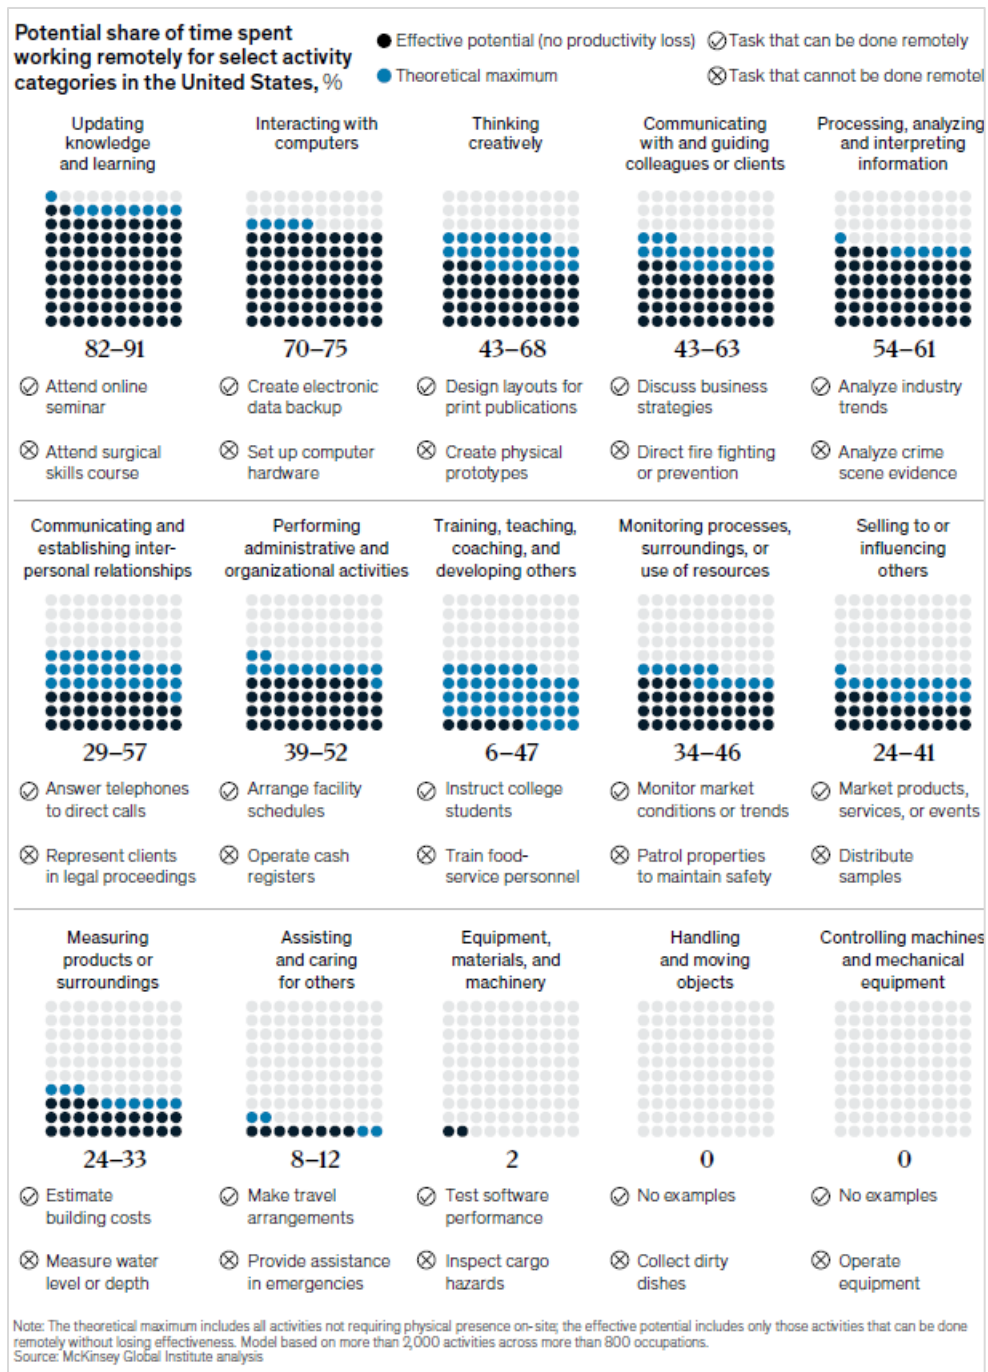 Potential share of time spent
working remotely for select activity
categories in the United States, %
Effective potential (no productivity loss)
Task that can be done remotely
Theoretical maximum
Task that cannot be done remotel
Updating
knowledge
and learning
Interacting with
computers
Thinking
creatively
Communicating
with and guiding
colleagues or clients
Processing, analyzing
and interpreting
information
82–91
70–75
43–68
43–63
54–61
Attend online
seminar
Create electronic
data backup
Design layouts for
print publications
Discuss business
strategies
Analyze industry
trends
Attend surgical
skills course
Set up computer
hardware
Create physical
prototypes
Direct fire fighting
or prevention
Analyze crime
scene evidence
Communicating and
establishing inter-
personal relationships
Performing
administrative and
organizational activities
Training, teaching,
coaching, and
developing others
Monitoring processes,
surroundings, or
use of resources
Selling to or
influencing
others
29–57
39–52
6–47
34–46
24–41
Answer telephones
to direct calls
Arrange facility
schedules
Instruct college
students
Monitor market
conditions or trends
Market products,
services, or events
Represent clients
in legal proceedings
Operate cash
registers
Train food-
service personnel
Patrol properties
to maintain safety
Distribute
samples
Measuring
products or
surroundings
Assisting
and caring
for others
Equipment,
materials, and
machinery
Handling
and moving
objects
Controlling machines
and mechanical
equipment
24–33
8–12
2
0
0
Estimate
building costs
Make travel
arrangements
Test software
performance
No examples
No examples
Measure water
level or depth
Provide assistance
in emergencies
Inspect cargo
hazards
Collect dirty
dishes
Operate
equipment
Note: The theoretical maximum includes all activities not requiring physical presence on-site; the effective potential includes only those activities that can be done
remotely without losing effectiveness. Model based on more than 2,000 activities across more than 800 occupations.
Source: McKinsey Global Institute analysis